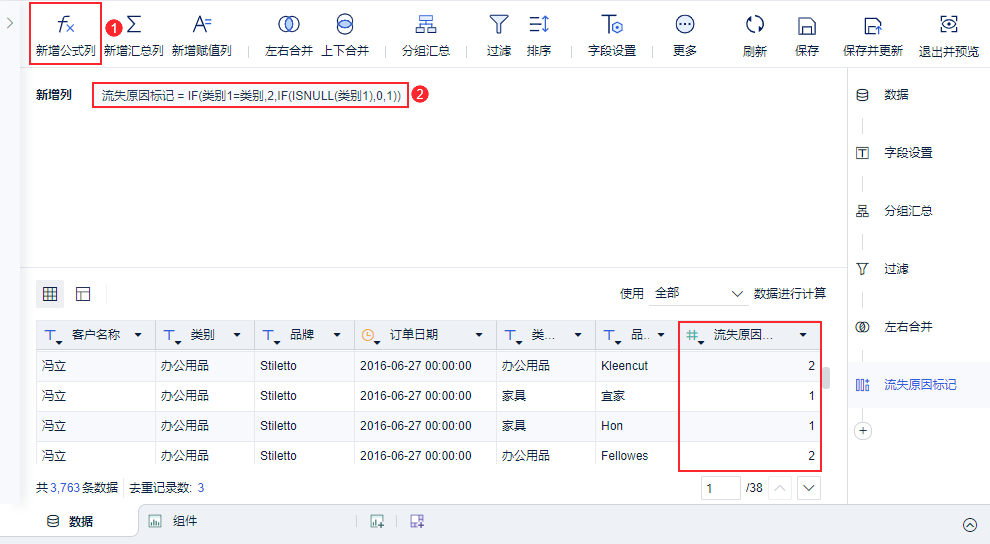 新增公式列 1 新增汇总列 新增赋值列 左右合并 上下合并 分组汇总 过滤 排序 字段设置 更多 刷新 保存 保存并更新 退出并预览
新增列 流失原因标记 = IF(类别1=类别,2,IF(ISNULL(类别1),0,1)) 2
数据
字段设置
分组汇总
过滤
左右合并
流失原因标记
使用 全部 数据进行计算
客户名称 类别 品牌 订单日期 类... 品.. 流失原因...
冯立 办公用品 Stiletto 2016-06-27 00:00:00 办公用品 Kleencut 2
冯立 办公用品 Stiletto 2016-06-27 00:00:00 家具 宜家 1
冯立 办公用品 Stiletto 2016-06-27 00:00:00 家具 Hon 1
冯立 办公用品 Stiletto 2016-06-27 00:00:00 办公用品 Fellowes 2
共3,763条数据 去重记录数: 3 1 /38
数据 组件